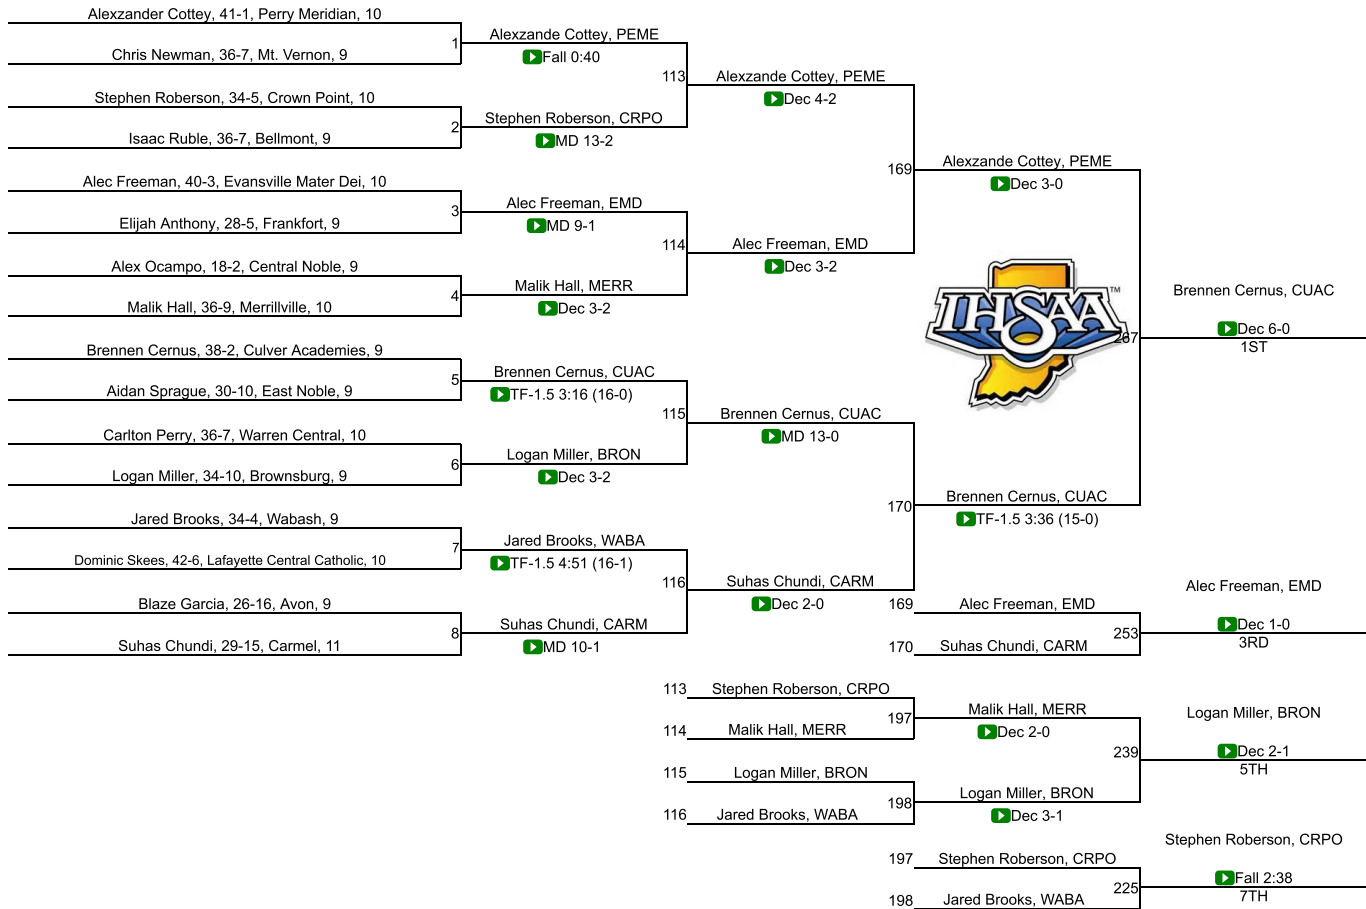 Alexzander Cottey, 41-1, Perry Meridian, 10
1
Chris Newman, 36-7, Mt. Vernon, 9
Alexzande Cottey, PEME
Fall 0:40
113
Stephen Roberson, 34-5, Crown Point, 10
2
Isaac Ruble, 36-7, Bellmont, 9
Stephen Roberson, CRPO
MD 13-2
Alexzande Cottey, PEME
Dec 4-2
169
Alec Freeman, 40-3, Evansville Mater Dei, 10
3
Elijah Anthony, 28-5, Frankfort, 9
Alec Freeman, EMD
MD 9-1
114
Alex Ocampo, 18-2, Central Noble, 9
4
Malik Hall, 36-9, Merrillville, 10
Malik Hall, MERR
Dec 3-2
Alec Freeman, EMD
Dec 3-2
Alexzande Cottey, PEME
Dec 3-0
IHSAA™
267
Brennen Cernus, CUAC
Dec 6-0
1ST
Brennen Cernus, 38-2, Culver Academies, 9
5
Aidan Sprague, 30-10, East Noble, 9
Brennen Cernus, CUAC
TF-1.5 3:16 (16-0)
115
Carlton Perry, 36-7, Warren Central, 10
6
Logan Miller, 34-10, Brownsburg, 9
Logan Miller, BRON
Dec 3-2
Brennen Cernus, CUAC
MD 13-0
170
Brennen Cernus, CUAC
TF-1.5 3:36 (15-0)
Jared Brooks, 34-4, Wabash, 9
7
Dominic Skees, 42-6, Lafayette Central Catholic, 10
Jared Brooks, WABA
TF-1.5 4:51 (16-1)
116
Blaze Garcia, 26-16, Avon, 9
8
Suhas Chundi, 29-15, Carmel, 11
Suhas Chundi, CARM
MD 10-1
Suhas Chundi, CARM
Dec 2-0
169 Alec Freeman, EMD
253
170 Suhas Chundi, CARM
Alec Freeman, EMD
Dec 1-0
3RD
113 Stephen Roberson, CRPO
197
114 Malik Hall, MERR
Malik Hall, MERR
Dec 2-0
239
115 Logan Miller, BRON
198
116 Jared Brooks, WABA
Logan Miller, BRON
Dec 3-1
Logan Miller, BRON
Dec 2-1
5TH
197 Stephen Roberson, CRPO
225
198 Jared Brooks, WABA
Stephen Roberson, CRPO
Fall 2:38
7TH